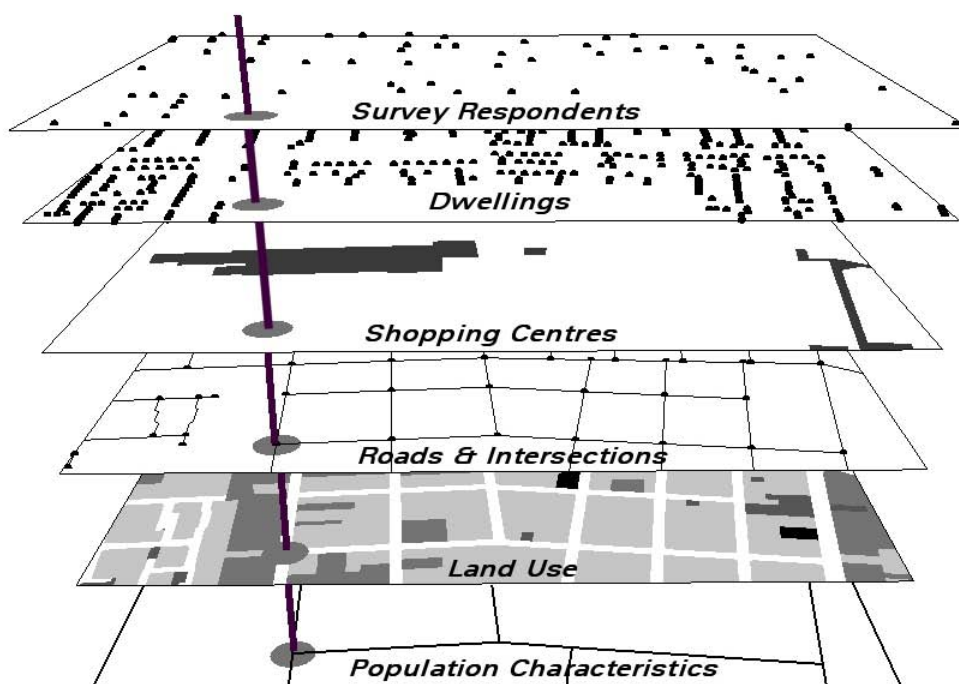 Survey Respondents
Dwellings
Shopping Centres
Roads & Intersections
Land Use
Population Characteristics